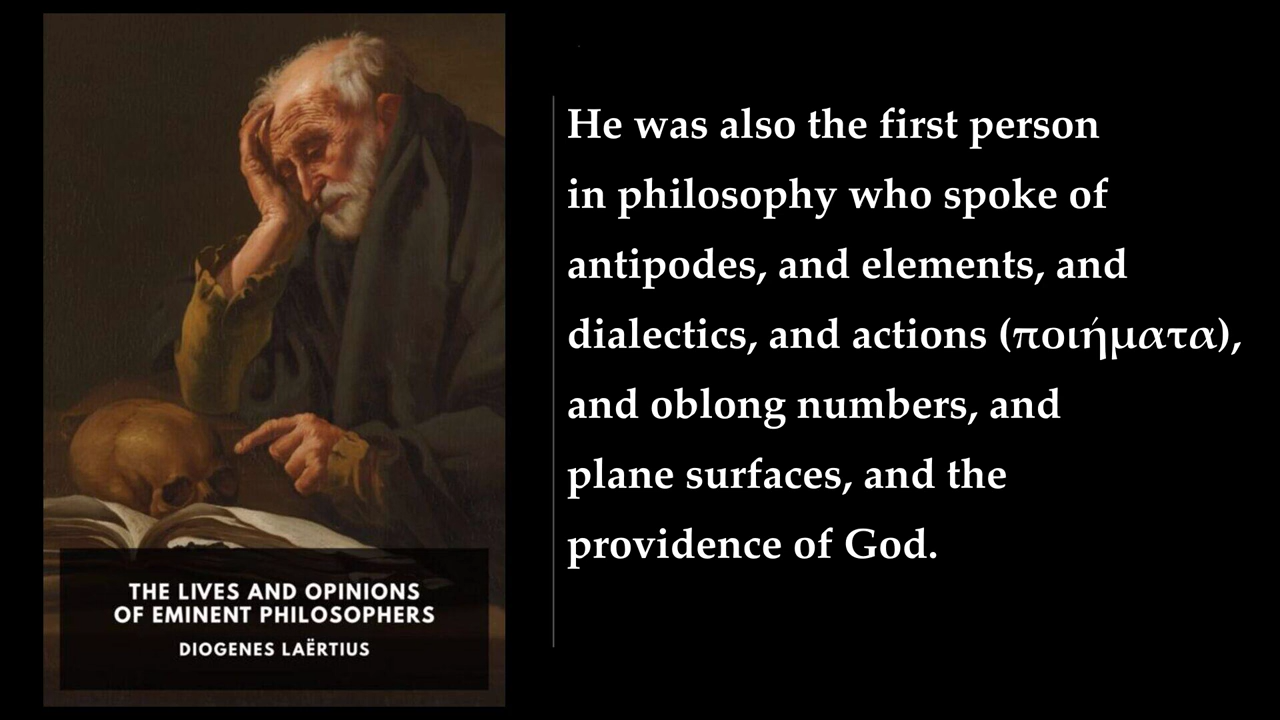 He was also the first person
in philosophy who spoke of
antipodes, and elements, and
dialectics, and actions (ποιήματα),
and oblong numbers, and
plane surfaces, and the
providence of God.
THE LIVES AND OPINIONS
OF EMINENT PHILOSOPHERS
DIOGENES LAËRTIUS